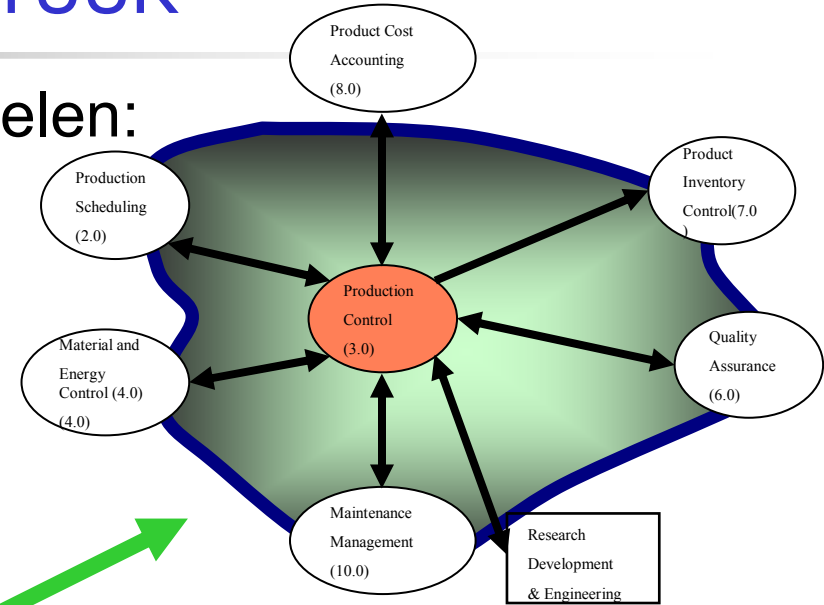 elen:
Product Cost
Accounting
(8.0)
Production
Scheduling
(2.0)
Product
Inventory
Control(7.0
)
Production
Control
(3.0)
Material and
Energy
Control (4.0)
(4.0)
Quality
Assurance
(6.0)
Maintenance
Management
(10.0)
Research
Development
& Engineering